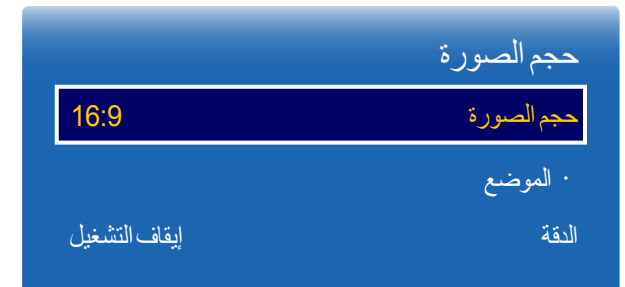 حجم الصورة
حجم الصورة 16:9
· الموضع
الدقة إيقاف التشغيل